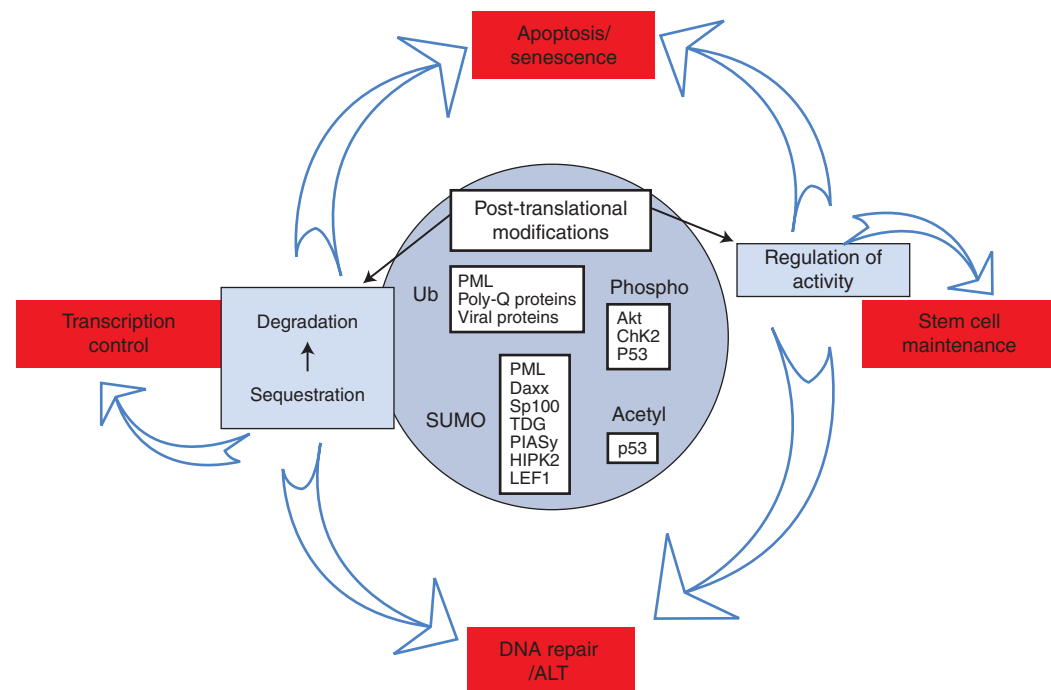 Apoptosis/
senescence
Post-translational
modifications
Regulation of
activity
Ub
PML
Poly-Q proteins
Viral proteins
Phospho
Akt
ChK2
P53
Transcription
control
Degradation
Sequestration
Stem cell
maintenance
SUMO
PML
Daxx
Sp100
TDG
PIASy
HIPK2
LEF1
Acetyl
p53
DNA repair
/ALT